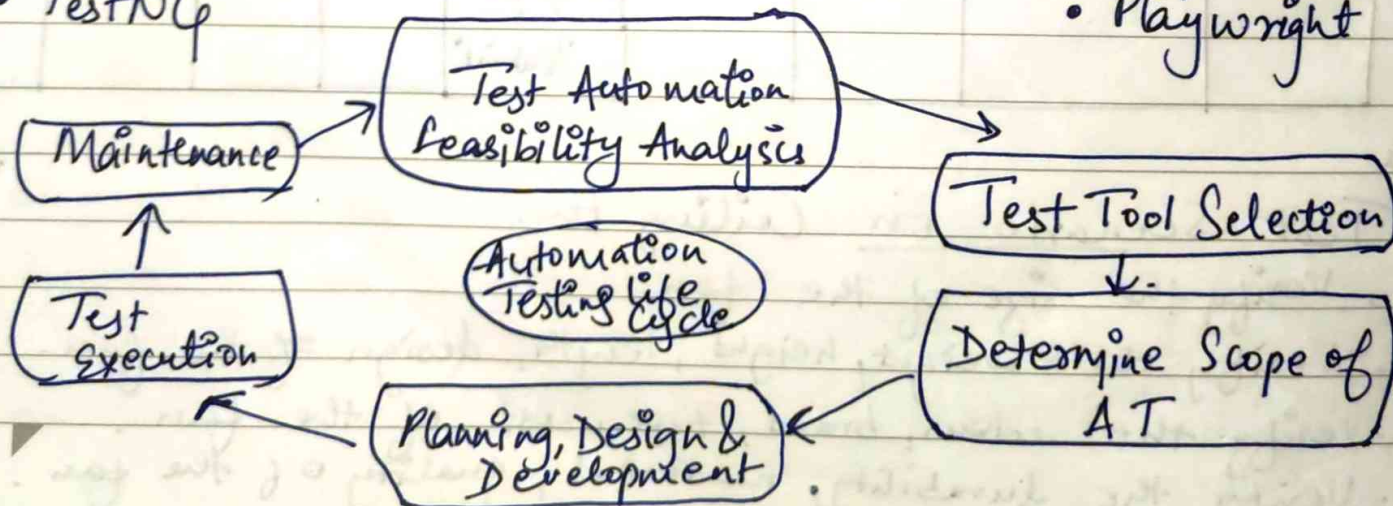 TestNG
• Playwright
Test Automation
Feasibility Analysis
Maintenance
Test Tool Selection
Automation
Testing Life
Cycle
Test
Execution
Determine Scope of
AT
Planning, Design &
Development